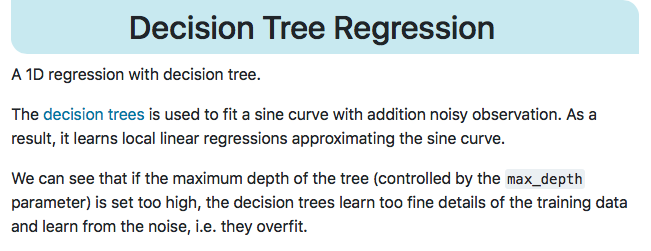 Decision Tree Regression
A 1D regression with decision tree.
The decision trees is used to fit a sine curve with addition noisy observation. As a
result, it learns local linear regressions approximating the sine curve.
We can see that if the maximum depth of the tree (controlled by the max_depth
parameter) is set too high, the decision trees learn too fine details of the training data
and learn from the noise, i.e. they overfit.